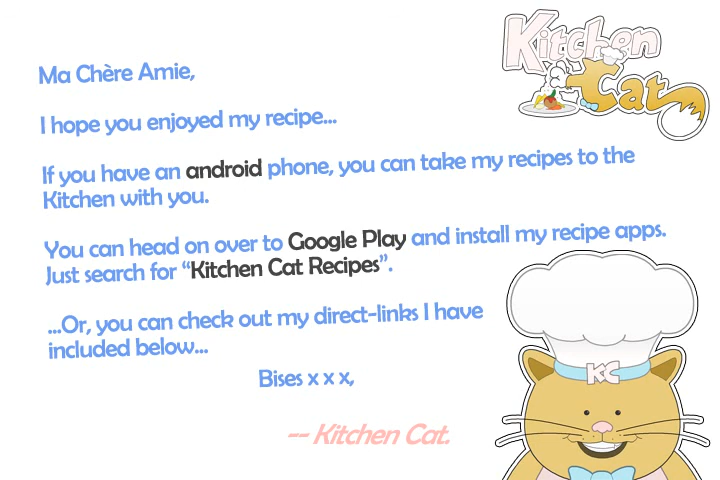 Kitchen
Cat
Ma Chère Amie,
I hope you enjoyed my recipe...
If you have an android phone, you can take my recipes to the
Kitchen with you.
You can head on over to Google Play and install my recipe apps.
Just search for “Kitchen Cat Recipes”.
...Or, you can check out my direct-links I have
included below...
Bises x x x,
-- Kitchen Cat.
KC